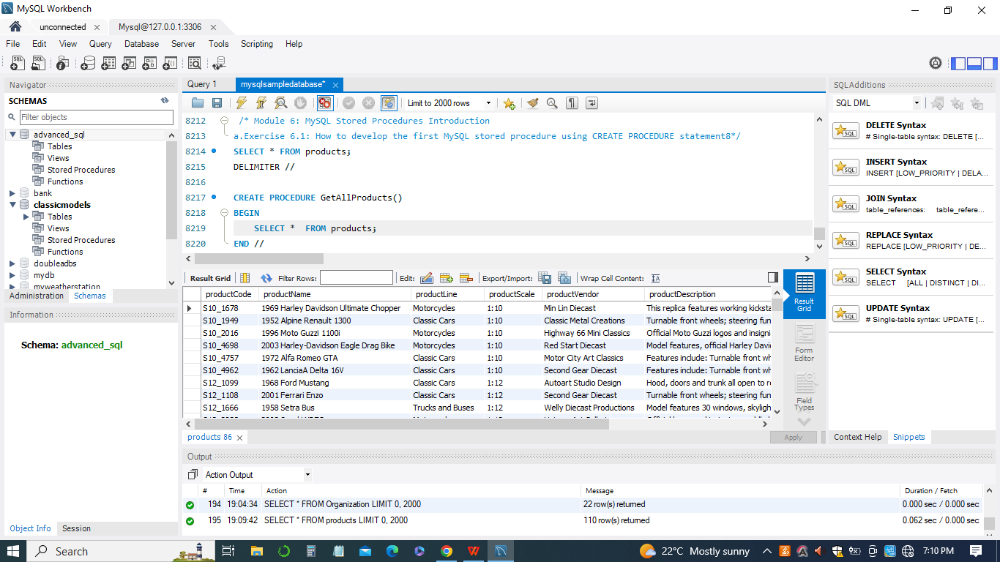 MySQL Workbench
unconnected
Mysql@127.0.0.1:3306
File Edit View Query Database Server Tools Scripting Help
Navigator
SCHEMAS
Filter objects
advanced_sql
Tables
Views
Stored Procedures
Functions
bank
classicmodels
Tables
Views
Stored Procedures
Functions
doubleadbs
mydb
myweatherstation
Administration Schemas
Information
Schema: advanced_sql
Object Info Session
Query 1 mysqlsampledatabase*
Limit to 2000 rows
8212 /* Module 6: MySQL Stored Procedures Introduction
8213 a.Exercise 6.1: How to develop the first MySQL stored procedure using CREATE PROCEDURE statement8*/
8214 SELECT * FROM products;
8215 DELIMITER //
8216
8217 CREATE PROCEDURE GetAllProducts()
8218 BEGIN
8219 SELECT * FROM products;
8220 END //
Result Grid Filter Rows: Edit: Export/Import: Wrap Cell Content:
productCode productName productLine productScale productVendor productDescription
S10_1678 1969 Harley Davidson Ultimate Chopper Motorcycles 1:10 Min Lin Diecast This replica features working kicksta
S10_1949 1952 Alpine Renault 1300 Classic Cars 1:10 Classic Metal Creations Turnable front wheels; steering fun
S10_2016 1996 Moto Guzzi 1100i Motorcycles 1:10 Highway 66 Mini Classics Official Moto Guzzi logos and insigni
S10_4698 2003 Harley-Davidson Eagle Drag Bike Motorcycles 1:10 Red Start Diecast Model features, official Harley Davi
S10_4757 1972 Alfa Romeo GTA Classic Cars 1:10 Motor City Art Classics Features include: Turnable front wh
S10_4962 1962 LanciaA Delta 16V Classic Cars 1:10 Second Gear Diecast Features include: Turnable front wh
S12_1099 1968 Ford Mustang Classic Cars 1:12 Autoart Studio Design Hood, doors and trunk all open to re
S12_1108 2001 Ferrari Enzo Classic Cars 1:12 Second Gear Diecast Turnable front wheels; steering fun
S12_1666 1958 Setra Bus Trucks and Buses 1:12 Welly Diecast Productions Model features 30 windows, skyligh
Result Grid
Form Editor
Field Types
products 86
Apply
Output
Action Output
# Time Action Message Duration / Fetch
194 19:04:34 SELECT * FROM Organization LIMIT 0, 2000 22 row(s) returned 0.000 sec / 0.000 sec
195 19:09:42 SELECT * FROM products LIMIT 0, 2000 110 row(s) returned 0.062 sec / 0.000 sec
SQLAdditions
SQL DML
DELETE Syntax
# Single-table syntax: DELETE [...
INSERT Syntax
INSERT [LOW_PRIORITY | DELA...
JOIN Syntax
table_references: table_refere...
REPLACE Syntax
REPLACE [LOW_PRIORITY | DE...
SELECT Syntax
SELECT [ALL | DISTINCT | DI...
UPDATE Syntax
# Single-table syntax: UPDATE [...
Context Help Snippets
Search
22°C Mostly sunny
7:10 PM